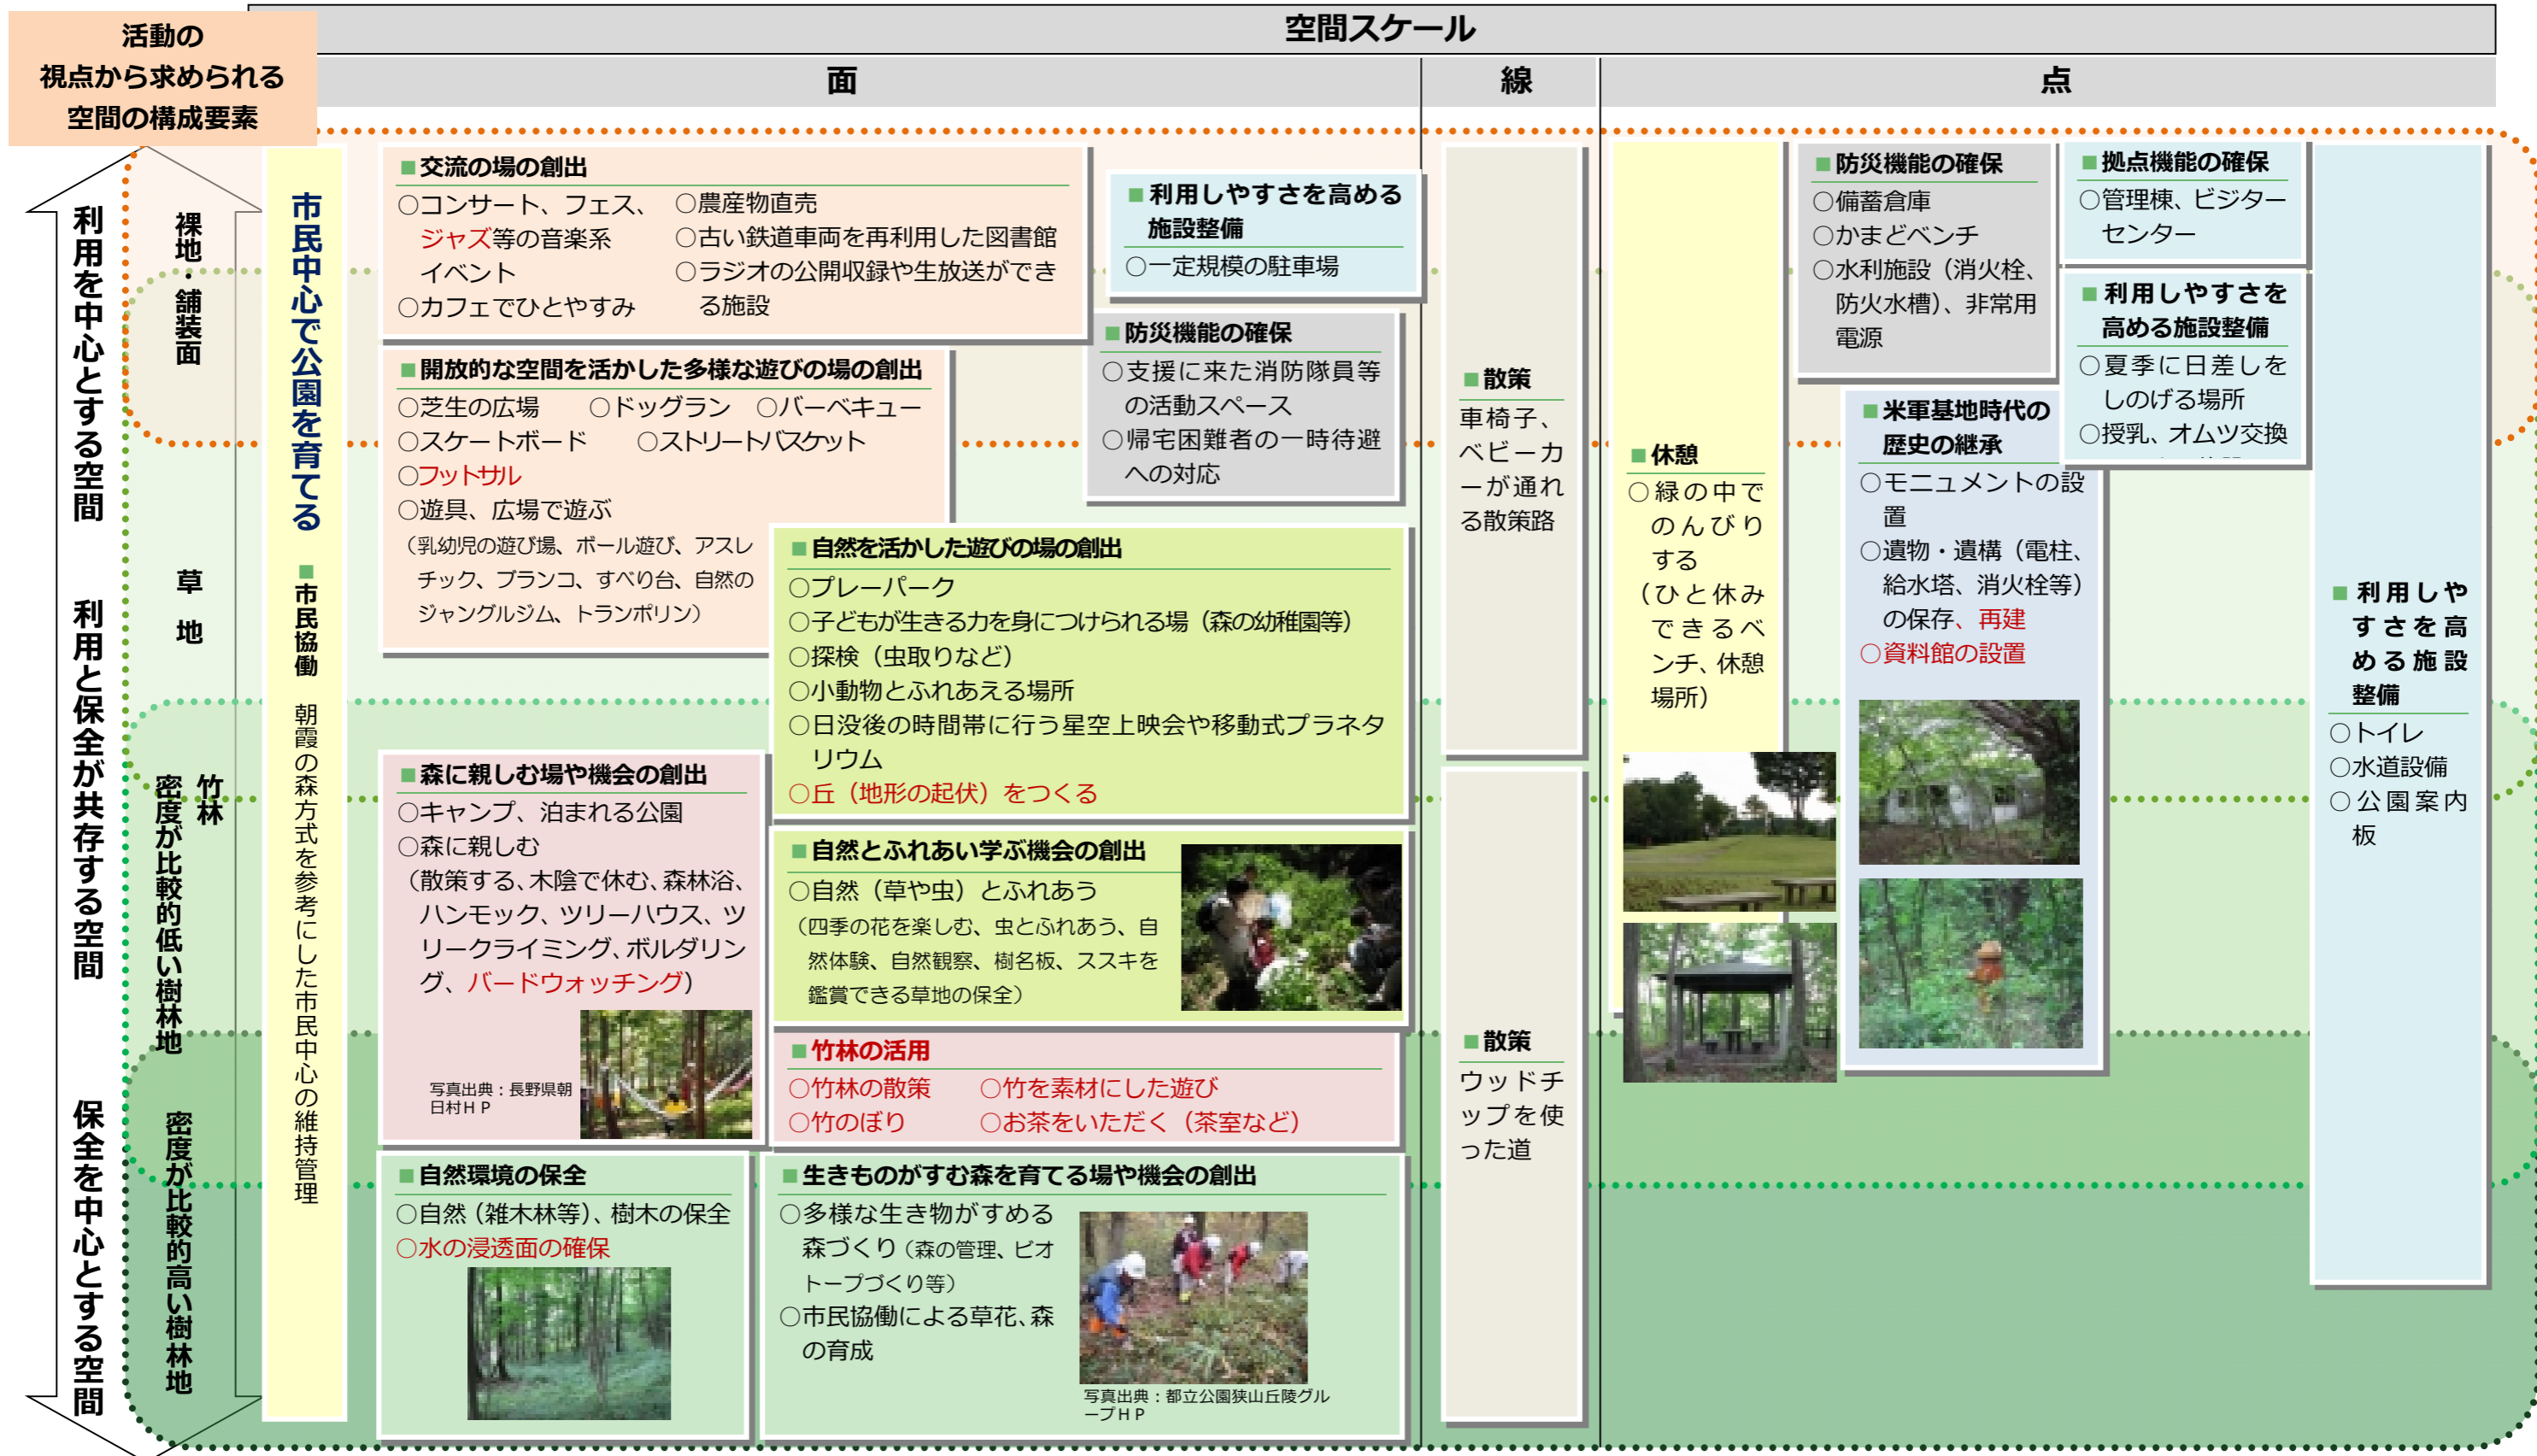 活動の
視点から求められる
空間の構成要素
空間スケール
面
線
点
利用を中心とする空間
利用と保全が共存する空間
保全を中心とする空間
裸地・舗装面
草 地
竹林
密度が比較的低い樹林地
密度が比較的高い樹林地
市民中心で公園を育てる
■市民協働 朝霞の森方式を参考にした市民中心の維持管理
■交流の場の創出
○コンサート、フェス、
ジャズ等の音楽系
イベント
○カフェでひとやすみ
○農産物直売
○古い鉄道車両を再利用した図書館
○ラジオの公開収録や生放送ができ
る施設
■利用しやすさを高める
施設整備
○一定規模の駐車場
■防災機能の確保
○支援に来た消防隊員等
の活動スペース
○帰宅困難者の一時待避
への対応
■開放的な空間を活かした多様な遊びの場の創出
○芝生の広場 ○ドッグラン ○バーベキュー
○スケートボード ○ストリートバスケット
○フットサル
○遊具、広場で遊ぶ
（乳幼児の遊び場、ボール遊び、アスレ
チック、ブランコ、すべり台、自然の
ジャングルジム、トランポリン）
■自然を活かした遊びの場の創出
○プレーパーク
○子どもが生きる力を身につけられる場（森の幼稚園等）
○探検（虫取りなど）
○小動物とふれあえる場所
○日没後の時間帯に行う星空上映会や移動式プラネタ
リウム
○丘（地形の起伏）をつくる
■森に親しむ場や機会の創出
○キャンプ、泊まれる公園
○森に親しむ
（散策する、木陰で休む、森林浴、
ハンモック、ツリーハウス、ツ
リークライミング、ボルダリン
グ、バードウォッチング）
写真出典：長野県朝
日村ＨＰ
■自然とふれあい学ぶ機会の創出
○自然（草や虫）とふれあう
（四季の花を楽しむ、虫とふれあう、自
然体験、自然観察、樹名板、ススキを
鑑賞できる草地の保全）
■竹林の活用
○竹林の散策 ○竹を素材にした遊び
○竹のぼり ○お茶をいただく（茶室など）
■自然環境の保全
○自然（雑木林等）、樹木の保全
○水の浸透面の確保
■生きものがすむ森を育てる場や機会の創出
○多様な生き物がすめる
森づくり（森の管理、ビオ
トープづくり等）
○市民協働による草花、森
の育成
写真出典：都立公園狭山丘陵グル
ープＨＰ
■散策
車椅子、
ベビーカ
ーが通れ
る散策路
■散策
ウッドチ
ップを使
った道
■休憩
○緑の中で
のんびり
する
（ひと休み
できるベ
ンチ、休憩
場所）
■防災機能の確保
○備蓄倉庫
○かまどベンチ
○水利施設（消火栓、
防火水槽）、非常用
電源
■米軍基地時代の
歴史の継承
○モニュメントの設
置
○遺物・遺構（電柱、
給水塔、消火栓等）
の保存、再建
○資料館の設置
■拠点機能の確保
○管理棟、ビジター
センター
■利用しやすさを
高める施設整備
○夏季に日差しを
しのげる場所
○授乳、オムツ交換
■利用しや
すさを高
める施設
整備
○トイレ
○水道設備
○公園案内
板